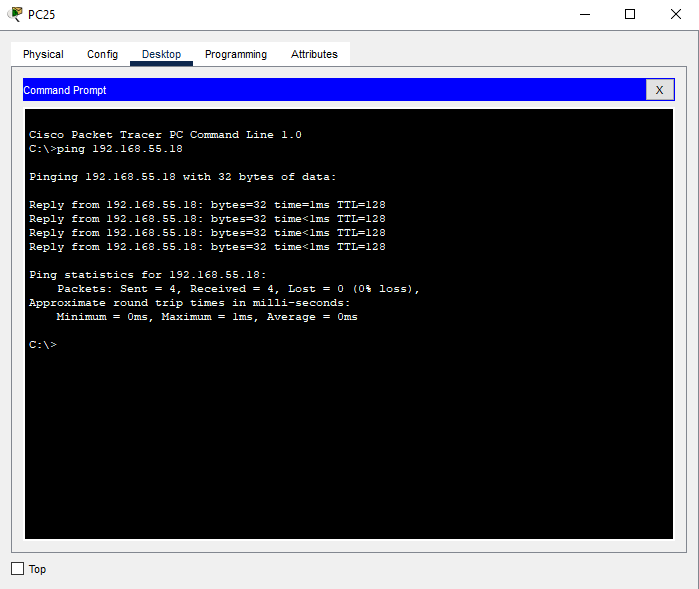 PC25
Physical Config Desktop Programming Attributes
Command Prompt X
Cisco Packet Tracer PC Command Line 1.0
C:\>ping 192.168.55.18
Pinging 192.168.55.18 with 32 bytes of data:
Reply from 192.168.55.18: bytes=32 time=1ms TTL=128
Reply from 192.168.55.18: bytes=32 time<1ms TTL=128
Reply from 192.168.55.18: bytes=32 time<1ms TTL=128
Reply from 192.168.55.18: bytes=32 time<1ms TTL=128
Ping statistics for 192.168.55.18:
Packets: Sent = 4, Received = 4, Lost = 0 (0% loss),
Approximate round trip times in milli-seconds:
Minimum = 0ms, Maximum = 1ms, Average = 0ms
C:\>
Top